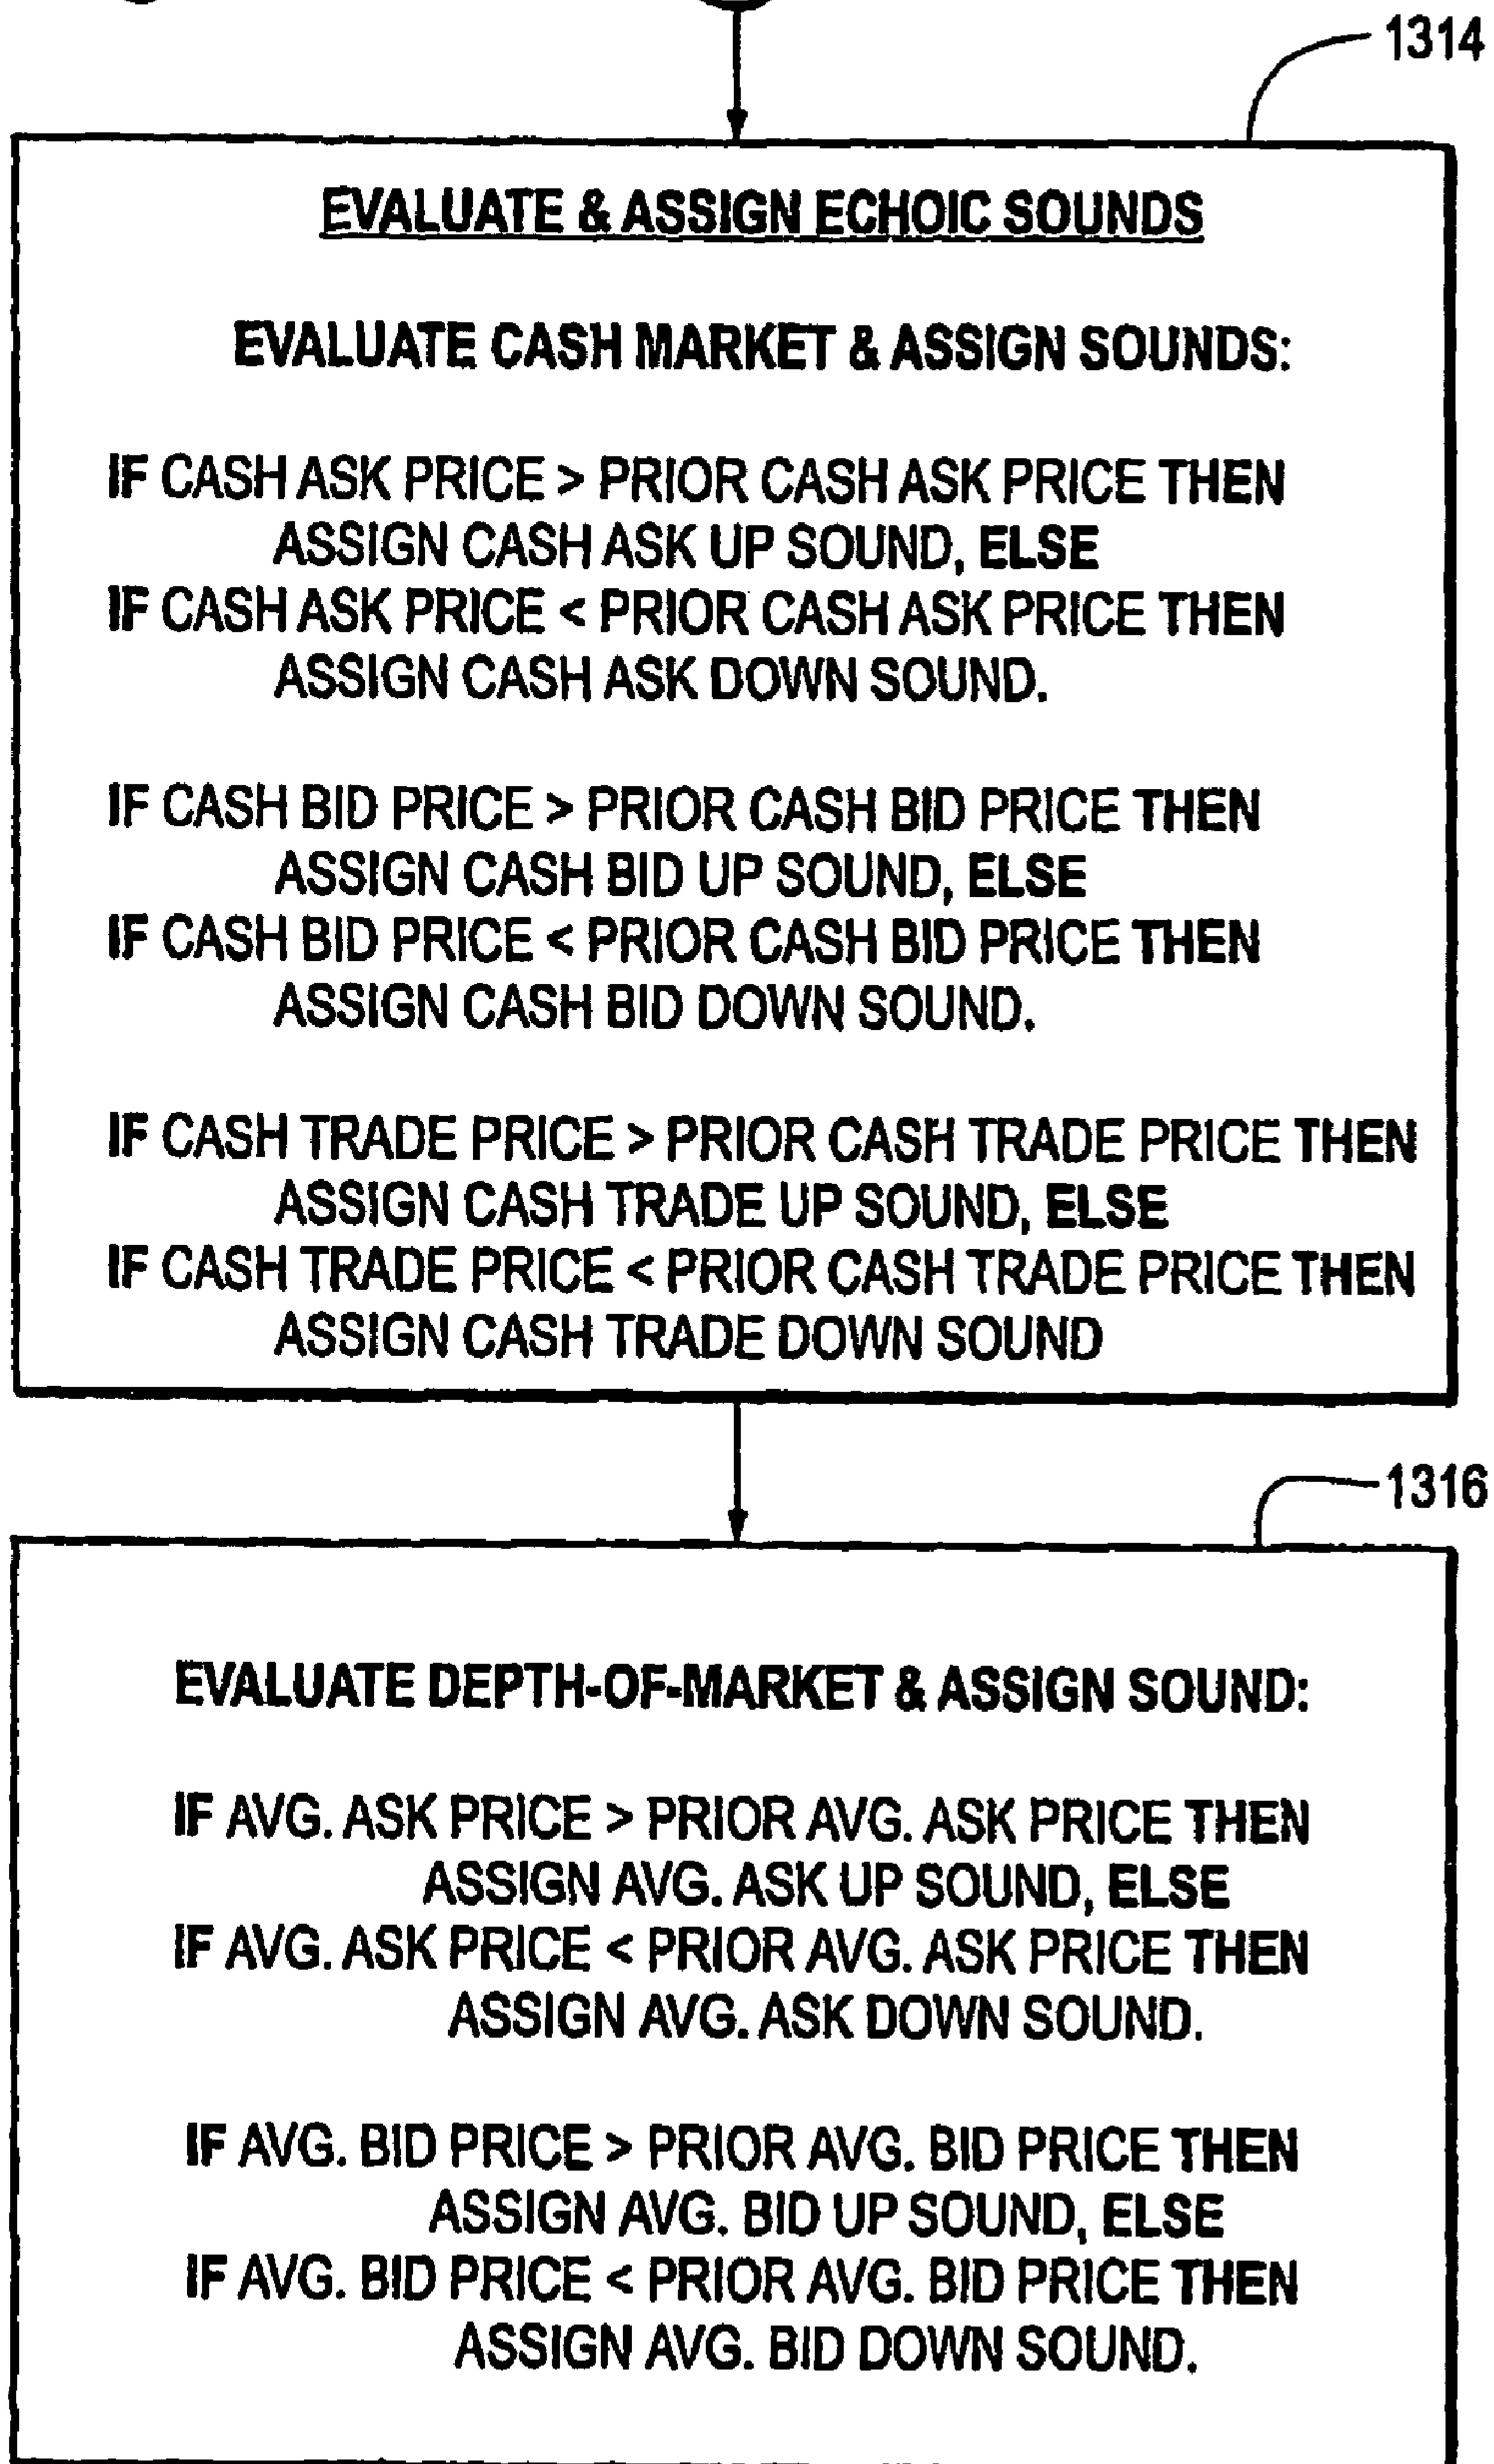 1314
EVALUATE & ASSIGN ECHOIC SOUNDS
EVALUATE CASH MARKET & ASSIGN SOUNDS:
IF CASH ASK PRICE > PRIOR CASH ASK PRICE THEN
ASSIGN CASH ASK UP SOUND, ELSE
IF CASH ASK PRICE < PRIOR CASH ASK PRICE THEN
ASSIGN CASH ASK DOWN SOUND.
IF CASH BID PRICE > PRIOR CASH BID PRICE THEN
ASSIGN CASH BID UP SOUND, ELSE
IF CASH BID PRICE < PRIOR CASH BID PRICE THEN
ASSIGN CASH BID DOWN SOUND.
IF CASH TRADE PRICE > PRIOR CASH TRADE PRICE THEN
ASSIGN CASH TRADE UP SOUND, ELSE
IF CASH TRADE PRICE < PRIOR CASH TRADE PRICE THEN
ASSIGN CASH TRADE DOWN SOUND
1316
EVALUATE DEPTH-OF-MARKET & ASSIGN SOUND:
IF AVG. ASK PRICE > PRIOR AVG. ASK PRICE THEN
ASSIGN AVG. ASK UP SOUND, ELSE
IF AVG. ASK PRICE < PRIOR AVG. ASK PRICE THEN
ASSIGN AVG. ASK DOWN SOUND.
IF AVG. BID PRICE > PRIOR AVG. BID PRICE THEN
ASSIGN AVG. BID UP SOUND, ELSE
IF AVG. BID PRICE < PRIOR AVG. BID PRICE THEN
ASSIGN AVG. BID DOWN SOUND.